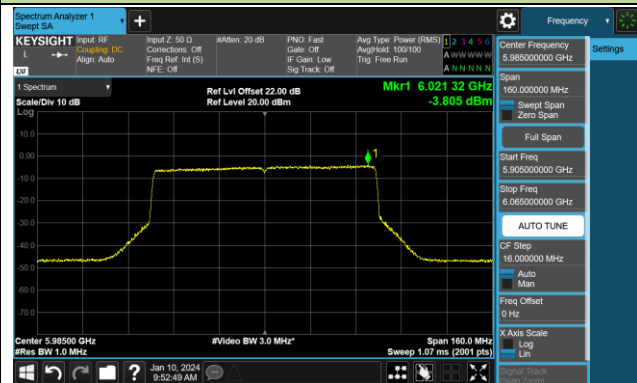 Spectrum Analyzer 1
Swept SA
Frequency
KEYSIGHT
L
LXI
Input: RF
Coupling: DC
Align: Auto
Input Z: 50 Ω
Corrections: Off
Freq Ref: Int (S)
NFE: Off
#Atten: 20 dB
PNO: Fast
Gate: Off
IF Gain: Low
Sig Track: Off
Avg Type: Power (RMS)
Avg|Hold: 100/100
Trig: Free Run
1 2 3 4 5 6
A W W W W W
A N N N N N
1 Spectrum
Scale/Div 10 dB
Log
Ref Lvl Offset 22.00 dB
Ref Level 20.00 dBm
Mkr1 6.021 32 GHz
-3.805 dBm
1
10.0
0.00
-10.0
-20.0
-30.0
-40.0
-50.0
-60.0
-70.0
Center 5.98500 GHz
#Res BW 1.0 MHz
#Video BW 3.0 MHz*
Span 160.0 MHz
Sweep 1.07 ms (2001 pts)
Jan 10, 2024
9:52:49 AM
Center Frequency
5.985000000 GHz
Span
160.000000 MHz
Swept Span
Zero Span
Full Span
Start Freq
5.905000000 GHz
Stop Freq
6.065000000 GHz
AUTO TUNE
CF Step
16.000000 MHz
Auto
Man
Freq Offset
0 Hz
X Axis Scale
Log
Lin
Signal Track
(Span Zoom)
Settings